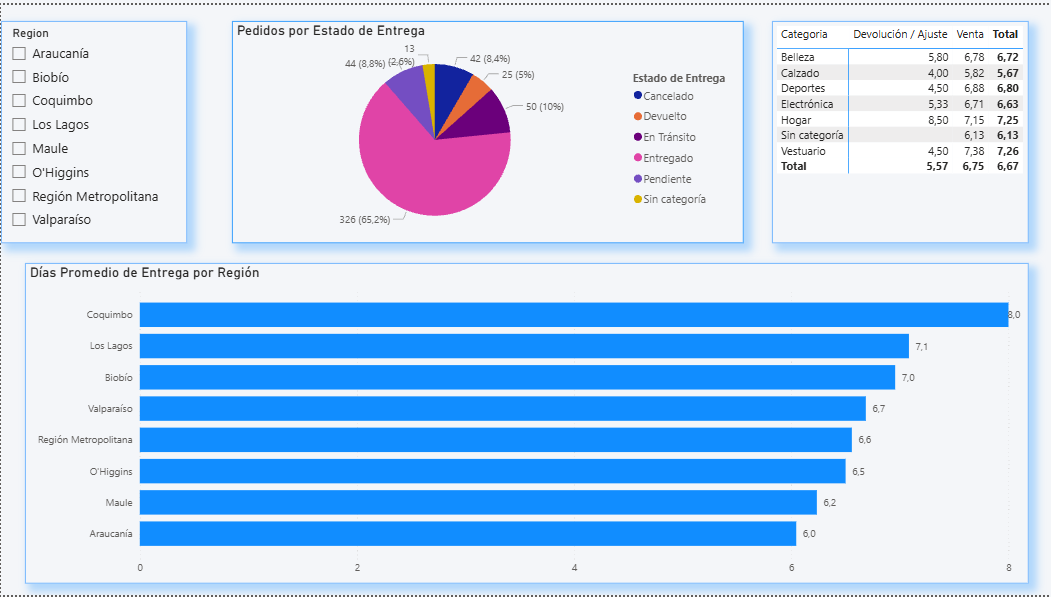 Region
Araucanía
Biobío
Coquimbo
Los Lagos
Maule
O'Higgins
Región Metropolitana
Valparaíso
Pedidos por Estado de Entrega
13
(2,6%)
42 (8,4%)
44 (8,8%)
25 (5%)
50 (10%)
326 (65,2%)
Estado de Entrega
Cancelado
Devuelto
En Tránsito
Entregado
Pendiente
Sin categoría
Categoría Devolución / Ajuste Venta Total
Belleza 5,80 6,78 6,72
Calzado 4,00 5,82 5,67
Deportes 4,50 6,88 6,80
Electrónica 5,33 6,71 6,63
Hogar 8,50 7,15 7,25
Sin categoría 6,13 6,13
Vestuario 4,50 7,38 7,26
Total 5,57 6,75 6,67
Días Promedio de Entrega por Región
Coquimbo 8,0
Los Lagos 7,1
Biobío 7,0
Valparaíso 6,7
Región Metropolitana 6,6
O'Higgins 6,5
Maule 6,2
Araucanía 6,0
0 2 4 6 8